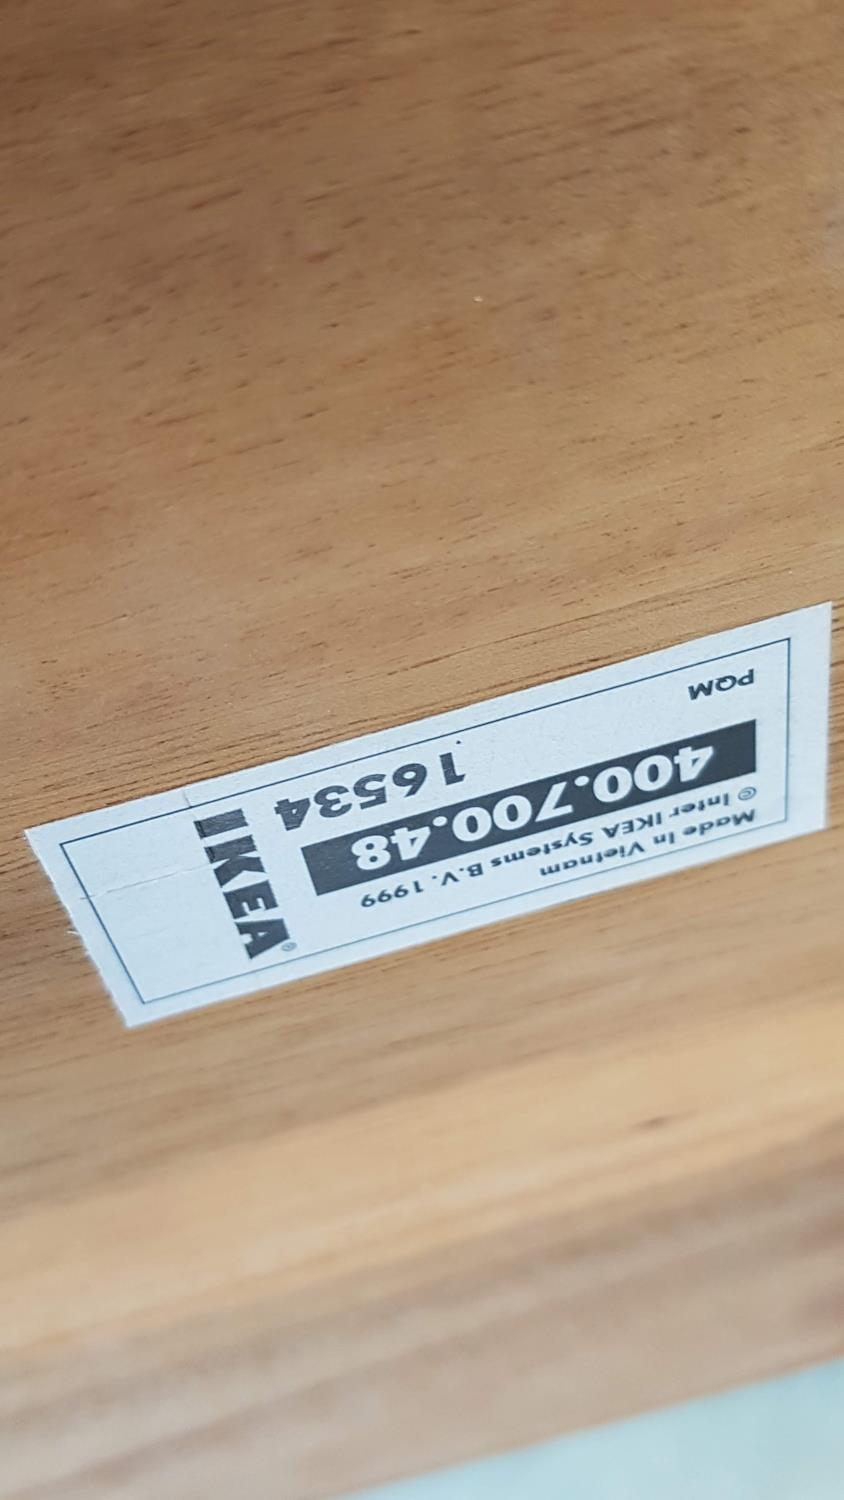 Made In Vietnam
© Inter IKEA Systems B.V. 1999
400.700.48
16534
PQM
IKEA®